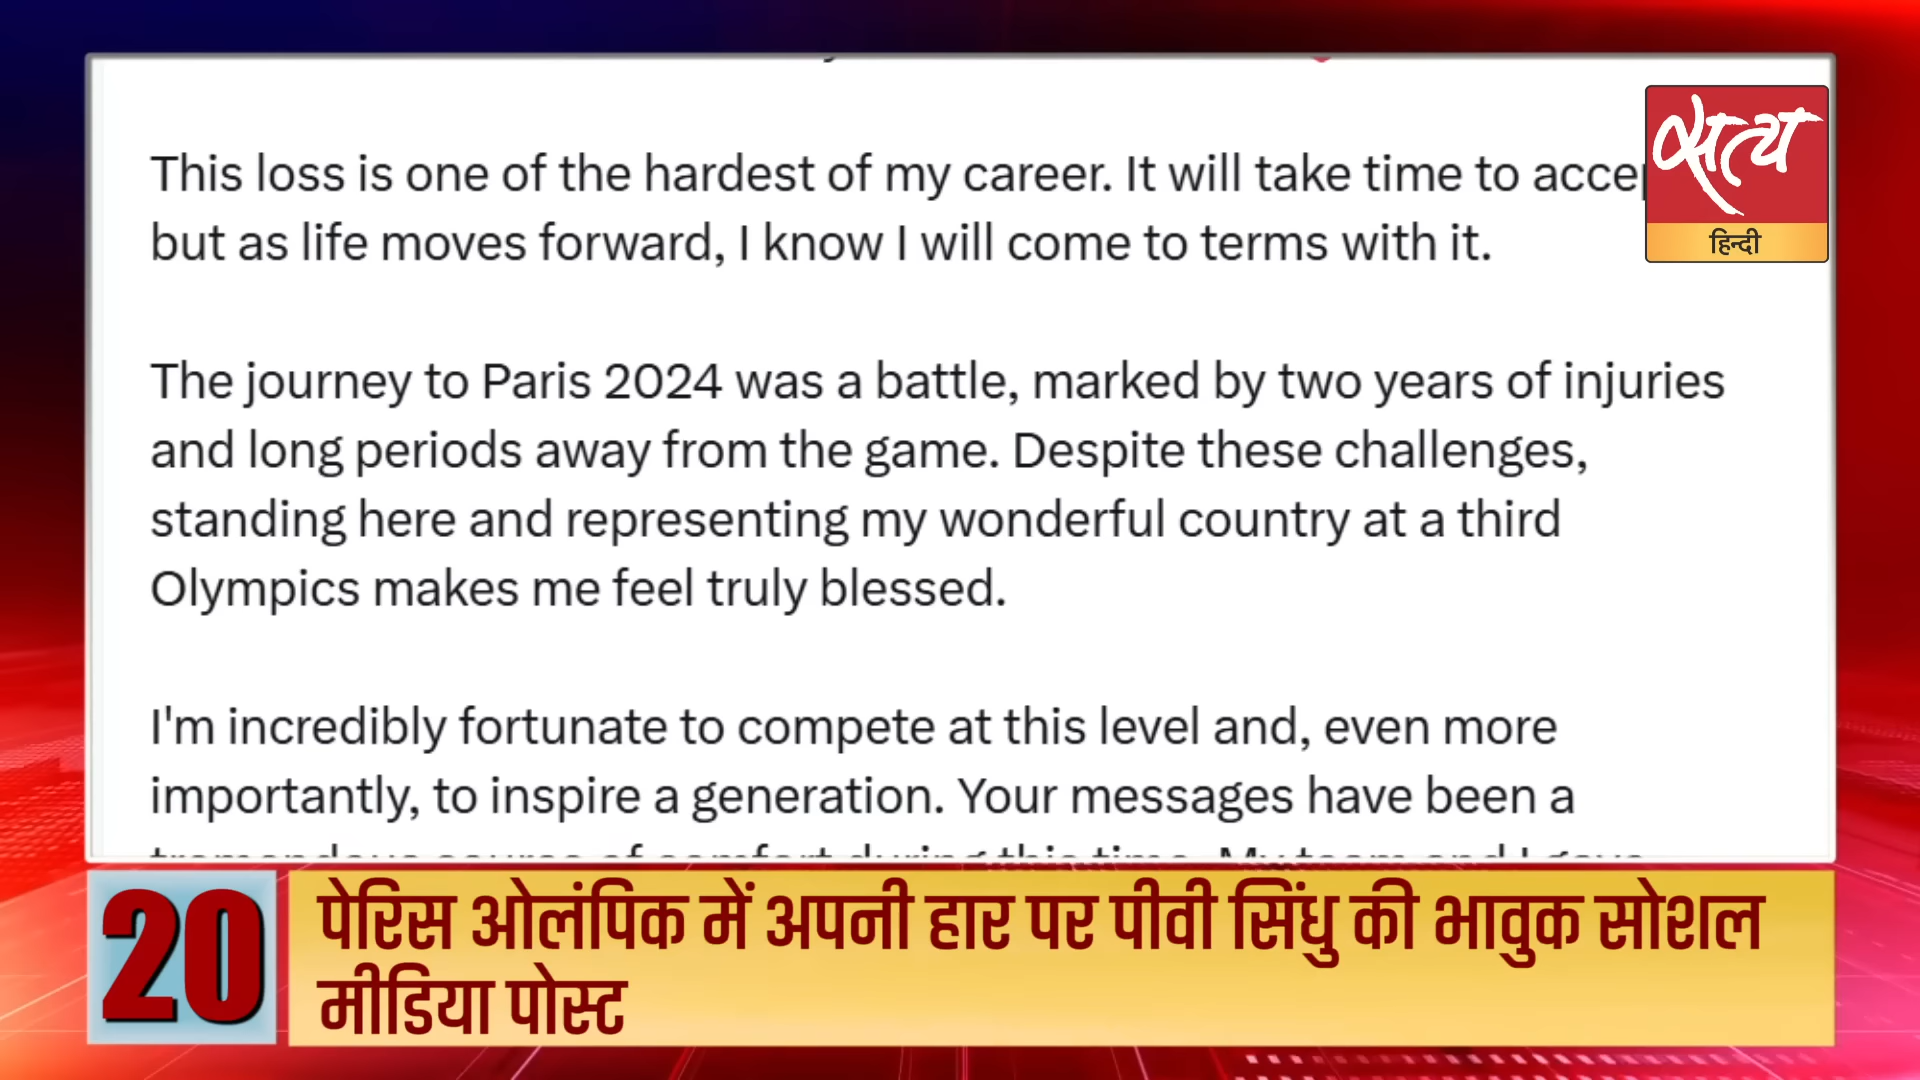 This loss is one of the hardest of my career. It will take time to
but as life moves forward, I know I will come to terms with it.
The journey to Paris 2024 was a battle, marked by two years of injuries
and long periods away from the game. Despite these challenges,
standing here and representing my wonderful country at a third
Olympics makes me feel truly blessed.
I'm incredibly fortunate to compete at this level and, even more
importantly, to inspire a generation. Your messages have been a
सत्य
हिन्दी
20
पेरिस ओलंपिक में अपनी हार पर पीवी सिंधु की भावुक सोशल
मीडिया पोस्ट